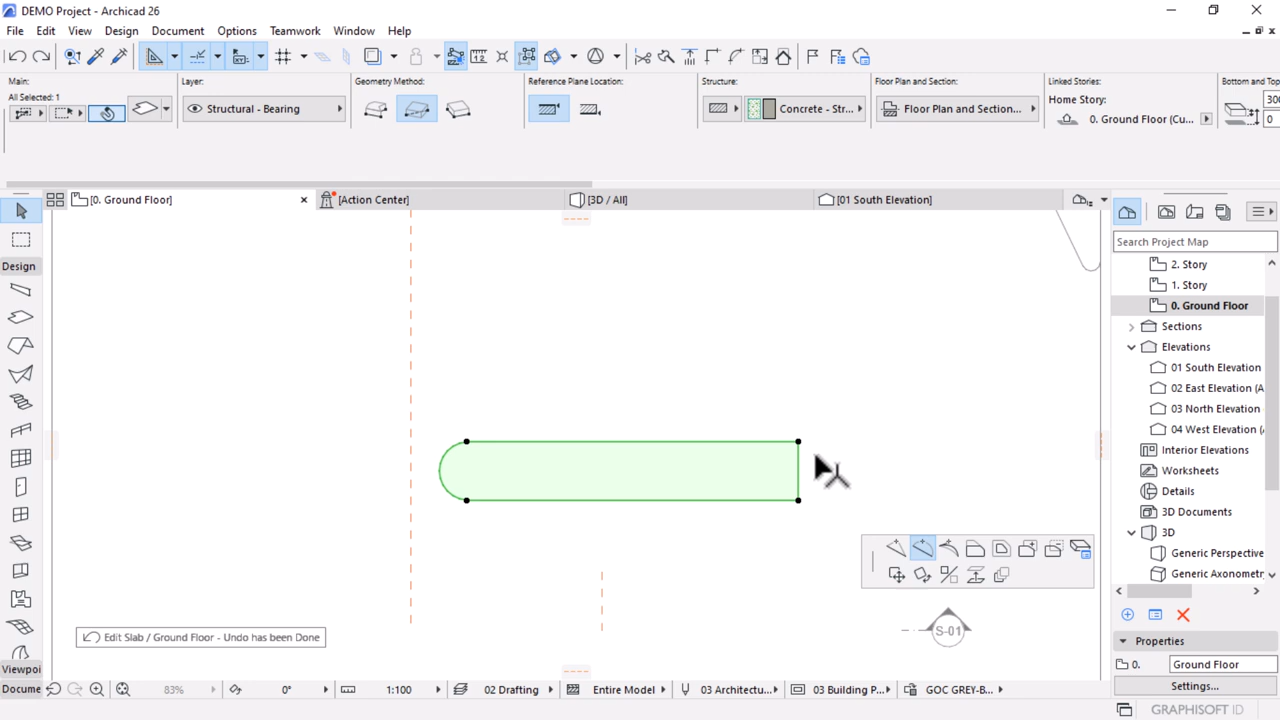 DEMO Project - Archicad 26
File Edit View Design Document Options Teamwork Window Help
Main:
All Selected: 1
Layer:
Structural - Bearing
Geometry Method:
Reference Plane Location:
Structure:
Concrete - Str...
Floor Plan and Section:
Floor Plan and Section...
Linked Stories:
Home Story:
0. Ground Floor (Cu...
Bottom and Top
300
0
[0. Ground Floor]
[Action Center]
[3D / All]
[01 South Elevation]
Design
Viewpoi
Docume
Search Project Map
2. Story
1. Story
0. Ground Floor
Sections
Elevations
01 South Elevation
02 East Elevation (A
03 North Elevation
04 West Elevation (A
Interior Elevations
Worksheets
Details
3D Documents
3D
Generic Perspective
Generic Axonometr
Properties
0.
Ground Floor
Settings...
S-01
Edit Slab / Ground Floor - Undo has been Done
83%
0°
1:100
02 Drafting
Entire Model
03 Architectu...
03 Building P...
GOC GREY-B...
GRAPHISOFT ID